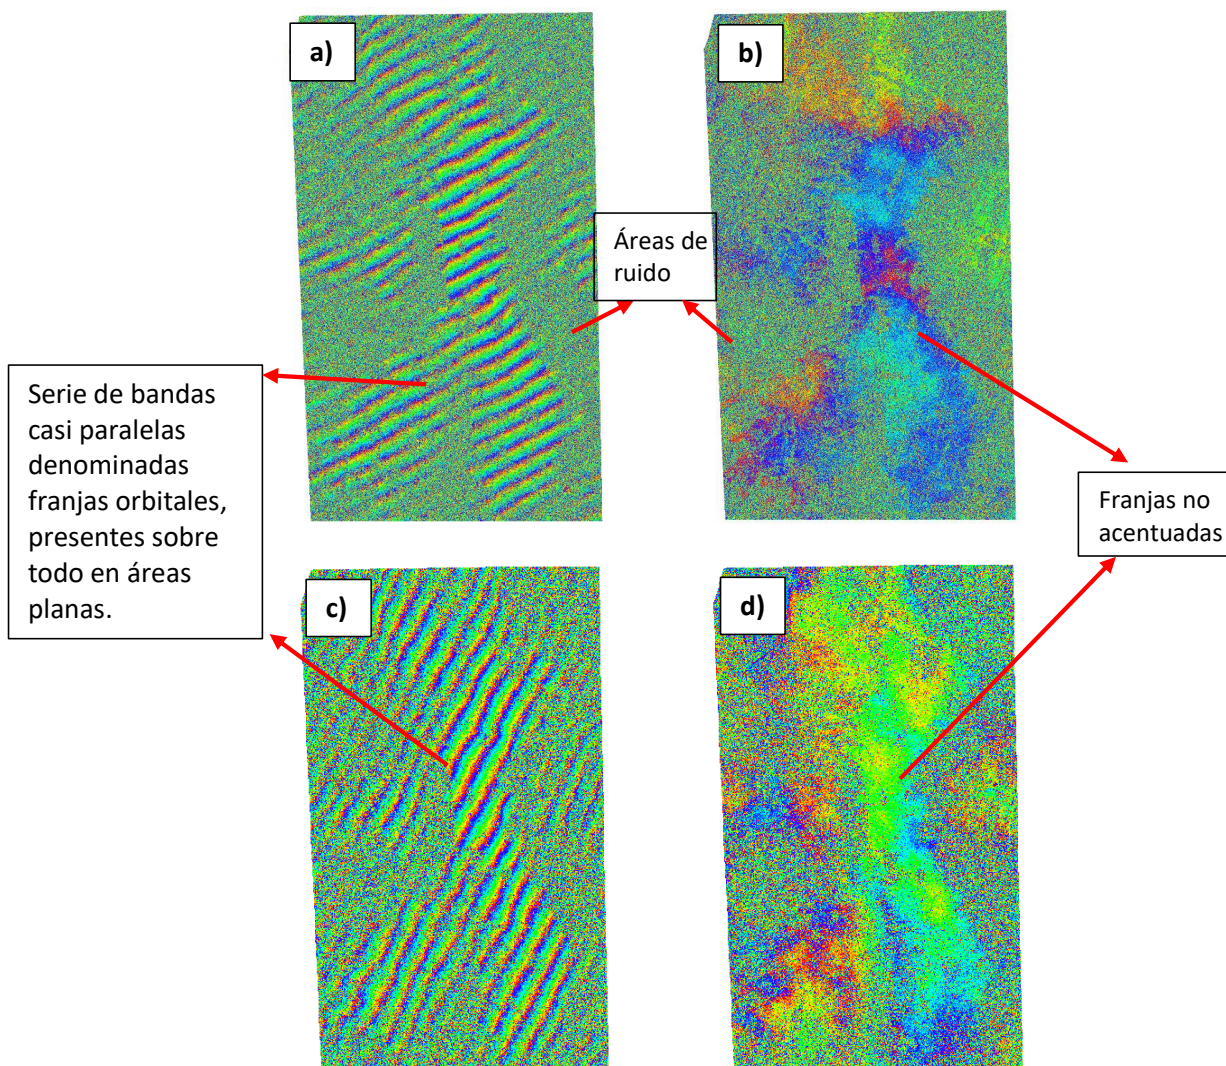 a)
b)
Áreas de
ruido
Serie de bandas
casi paralelas
denominadas
franjas orbitales,
presentes sobre
todo en áreas
planas.
Franjas no
acentuadas
c)
d)